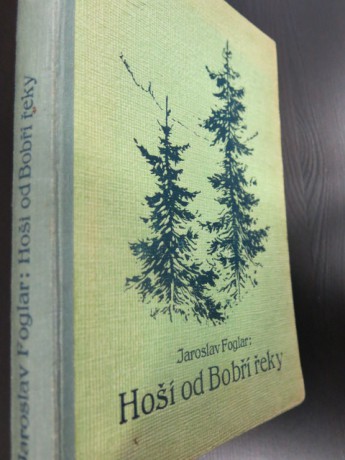 Jaroslav Foglar: Hoší od Bobří řeky
Jaroslav Foglar:
Hoší od Bobří řeky